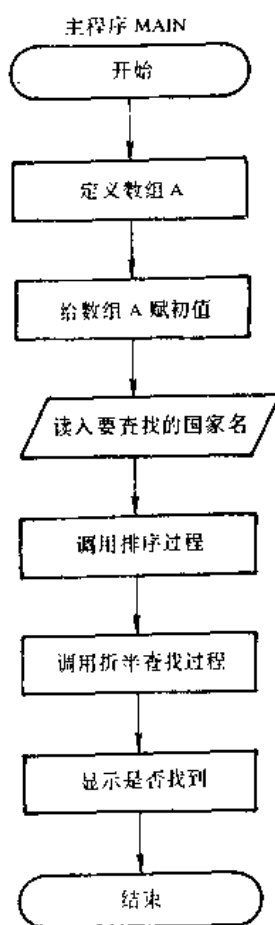 主程序 MAIN
开始
定义数组 A
给数组 A 赋初值
读入要查找的国家名
调用排序过程
调用折半查找过程
显示是否找到
结束